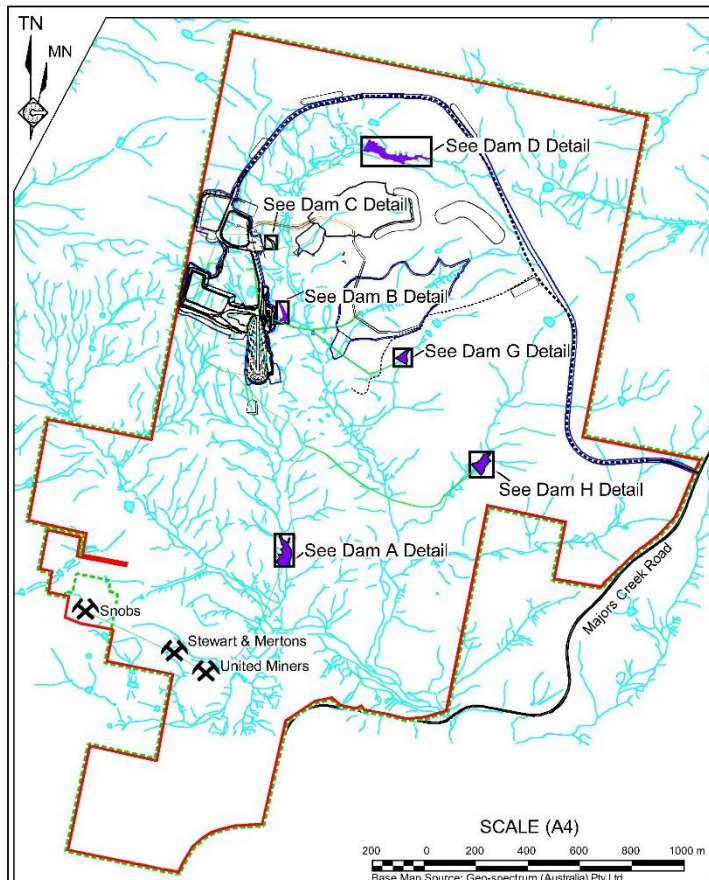 TN
MN
See Dam D Detail
See Dam C Detail
See Dam B Detail
See Dam G Detail
See Dam H Detail
See Dam A Detail
Majors Creek Road
Snobs
Stewart & Mertons
United Miners
SCALE (A4)
200 0 200 400 600 800 1000 m
Base Map Source: Geo-spectrum (Australia) Pty Ltd